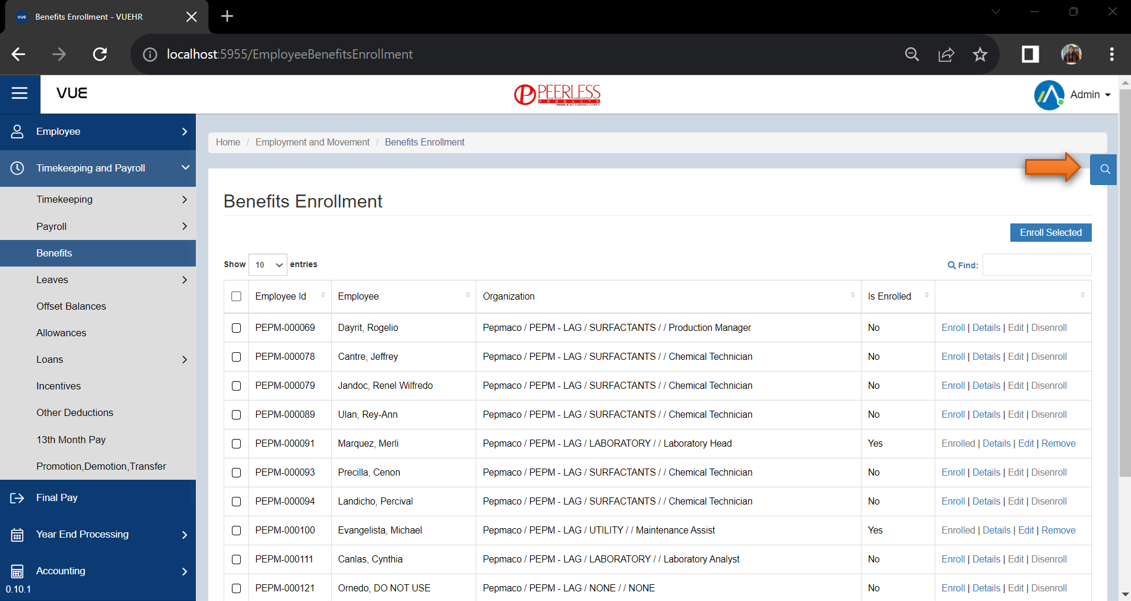 Benefits Enrollment - VUEHR
localhost:5955/EmployeeBenefitsEnrollment
VUE
PEERLESS
PRODUCTS
Admin
Employee
Timekeeping and Payroll
Timekeeping
Payroll
Benefits
Leaves
Offset Balances
Allowances
Loans
Incentives
Other Deductions
13th Month Pay
Promotion,Demotion,Transfer
Final Pay
Year End Processing
Accounting
0.10.1
Home / Employment and Movement / Benefits Enrollment
Benefits Enrollment
Enroll Selected
Show 10 entries
Find:
Employee Id Employee Organization Is Enrolled
PEPM-000069 Dayrit, Rogelio Pepmaco / PEPM - LAG / SURFACTANTS / / Production Manager No Enroll | Details | Edit | Disenroll
PEPM-000078 Cantre, Jeffrey Pepmaco / PEPM - LAG / SURFACTANTS / / Chemical Technician No Enroll | Details | Edit | Disenroll
PEPM-000079 Jandoc, Renel Wilfredo Pepmaco / PEPM - LAG / SURFACTANTS / / Chemical Technician No Enroll | Details | Edit | Disenroll
PEPM-000089 Ulan, Rey-Ann Pepmaco / PEPM - LAG / SURFACTANTS / / Chemical Technician No Enroll | Details | Edit | Disenroll
PEPM-000091 Marquez, Merli Pepmaco / PEPM - LAG / LABORATORY / / Laboratory Head Yes Enrolled | Details | Edit | Remove
PEPM-000093 Precilla, Cenon Pepmaco / PEPM - LAG / SURFACTANTS / / Chemical Technician No Enroll | Details | Edit | Disenroll
PEPM-000094 Landicho, Percival Pepmaco / PEPM - LAG / SURFACTANTS / / Chemical Technician No Enroll | Details | Edit | Disenroll
PEPM-000100 Evangelista, Michael Pepmaco / PEPM - LAG / UTILITY / / Maintenance Assist Yes Enrolled | Details | Edit | Remove
PEPM-000111 Canlas, Cynthia Pepmaco / PEPM - LAG / LABORATORY / / Laboratory Analyst No Enroll | Details | Edit | Disenroll
PEPM-000121 Ornedo, DO NOT USE Pepmaco / PEPM - LAG / NONE / / NONE No Enroll | Details | Edit | Disenroll